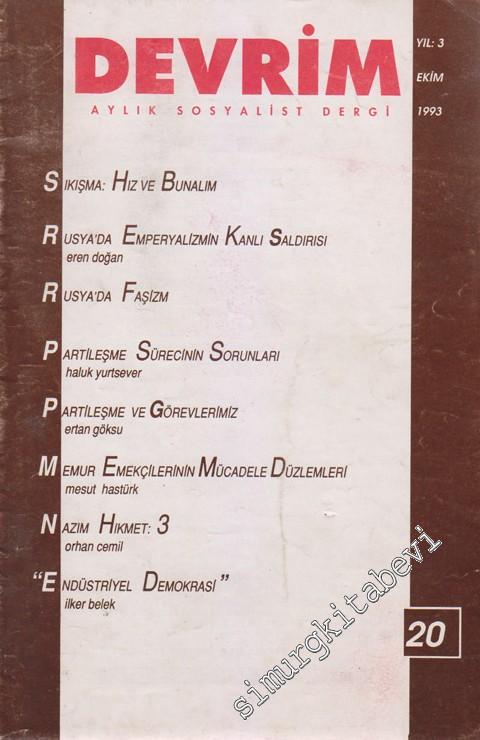 DEVRİM
AYLIK SOSYALİST DERGİ
YIL: 3
EKİM
1993
SIKIŞMA: HIZ VE BUNALIM
RUSYA'DA EMPERYALİZMİN KANLI SALDIRISI
eren doğan
RUSYA'DA FAŞİZM
PARTİLEŞME SÜRECİNİN SORUNLARI
haluk yurtsever
PARTİLEŞME VE GÖREVLERİMİZ
ertan göksu
MEMUR EMEKÇİLERİNİN MÜCADELE DÜZLEMLERİ
mesut hastürk
NAZIM HİKMET: 3
orhan cemil
"ENDÜSTRİYEL DEMOKRASİ"
ilker belek
20
simurgkitabevi